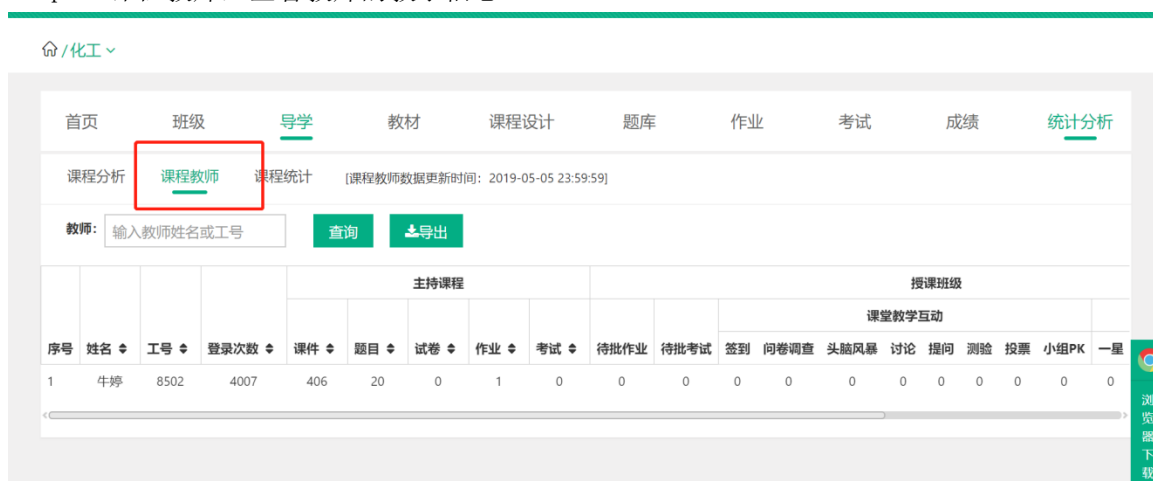 /化工
首页 班级 导学 教材 课程设计 题库 作业 考试 成绩 统计分析
课程分析 课程教师 课程统计 [课程教师数据更新时间：2019-05-05 23:59:59]
教师： 输入教师姓名或工号 查询 导出
主持课程 授课班级
课堂教学互动
序号 姓名 工号 登录次数 课件 题目 试卷 作业 考试 待批作业 待批考试 签到 问卷调查 头脑风暴 讨论 提问 测验 投票 小组PK 一星
1 牛婷 8502 4007 406 20 0 1 0 0 0 0 0 0 0 0 0 0 0 0
浏览器下载